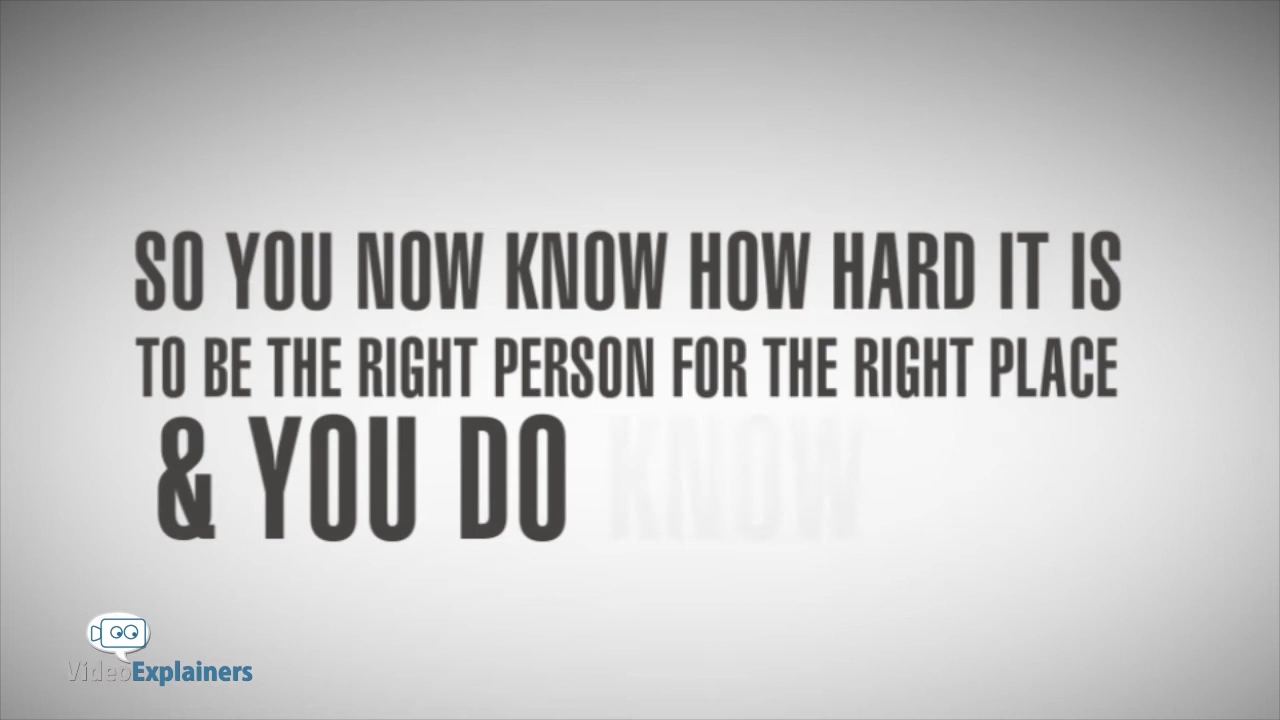 SO YOU NOW KNOW HOW HARD IT IS
TO BE THE RIGHT PERSON FOR THE RIGHT PLACE
& YOU DO KNOW
VideoExplainers